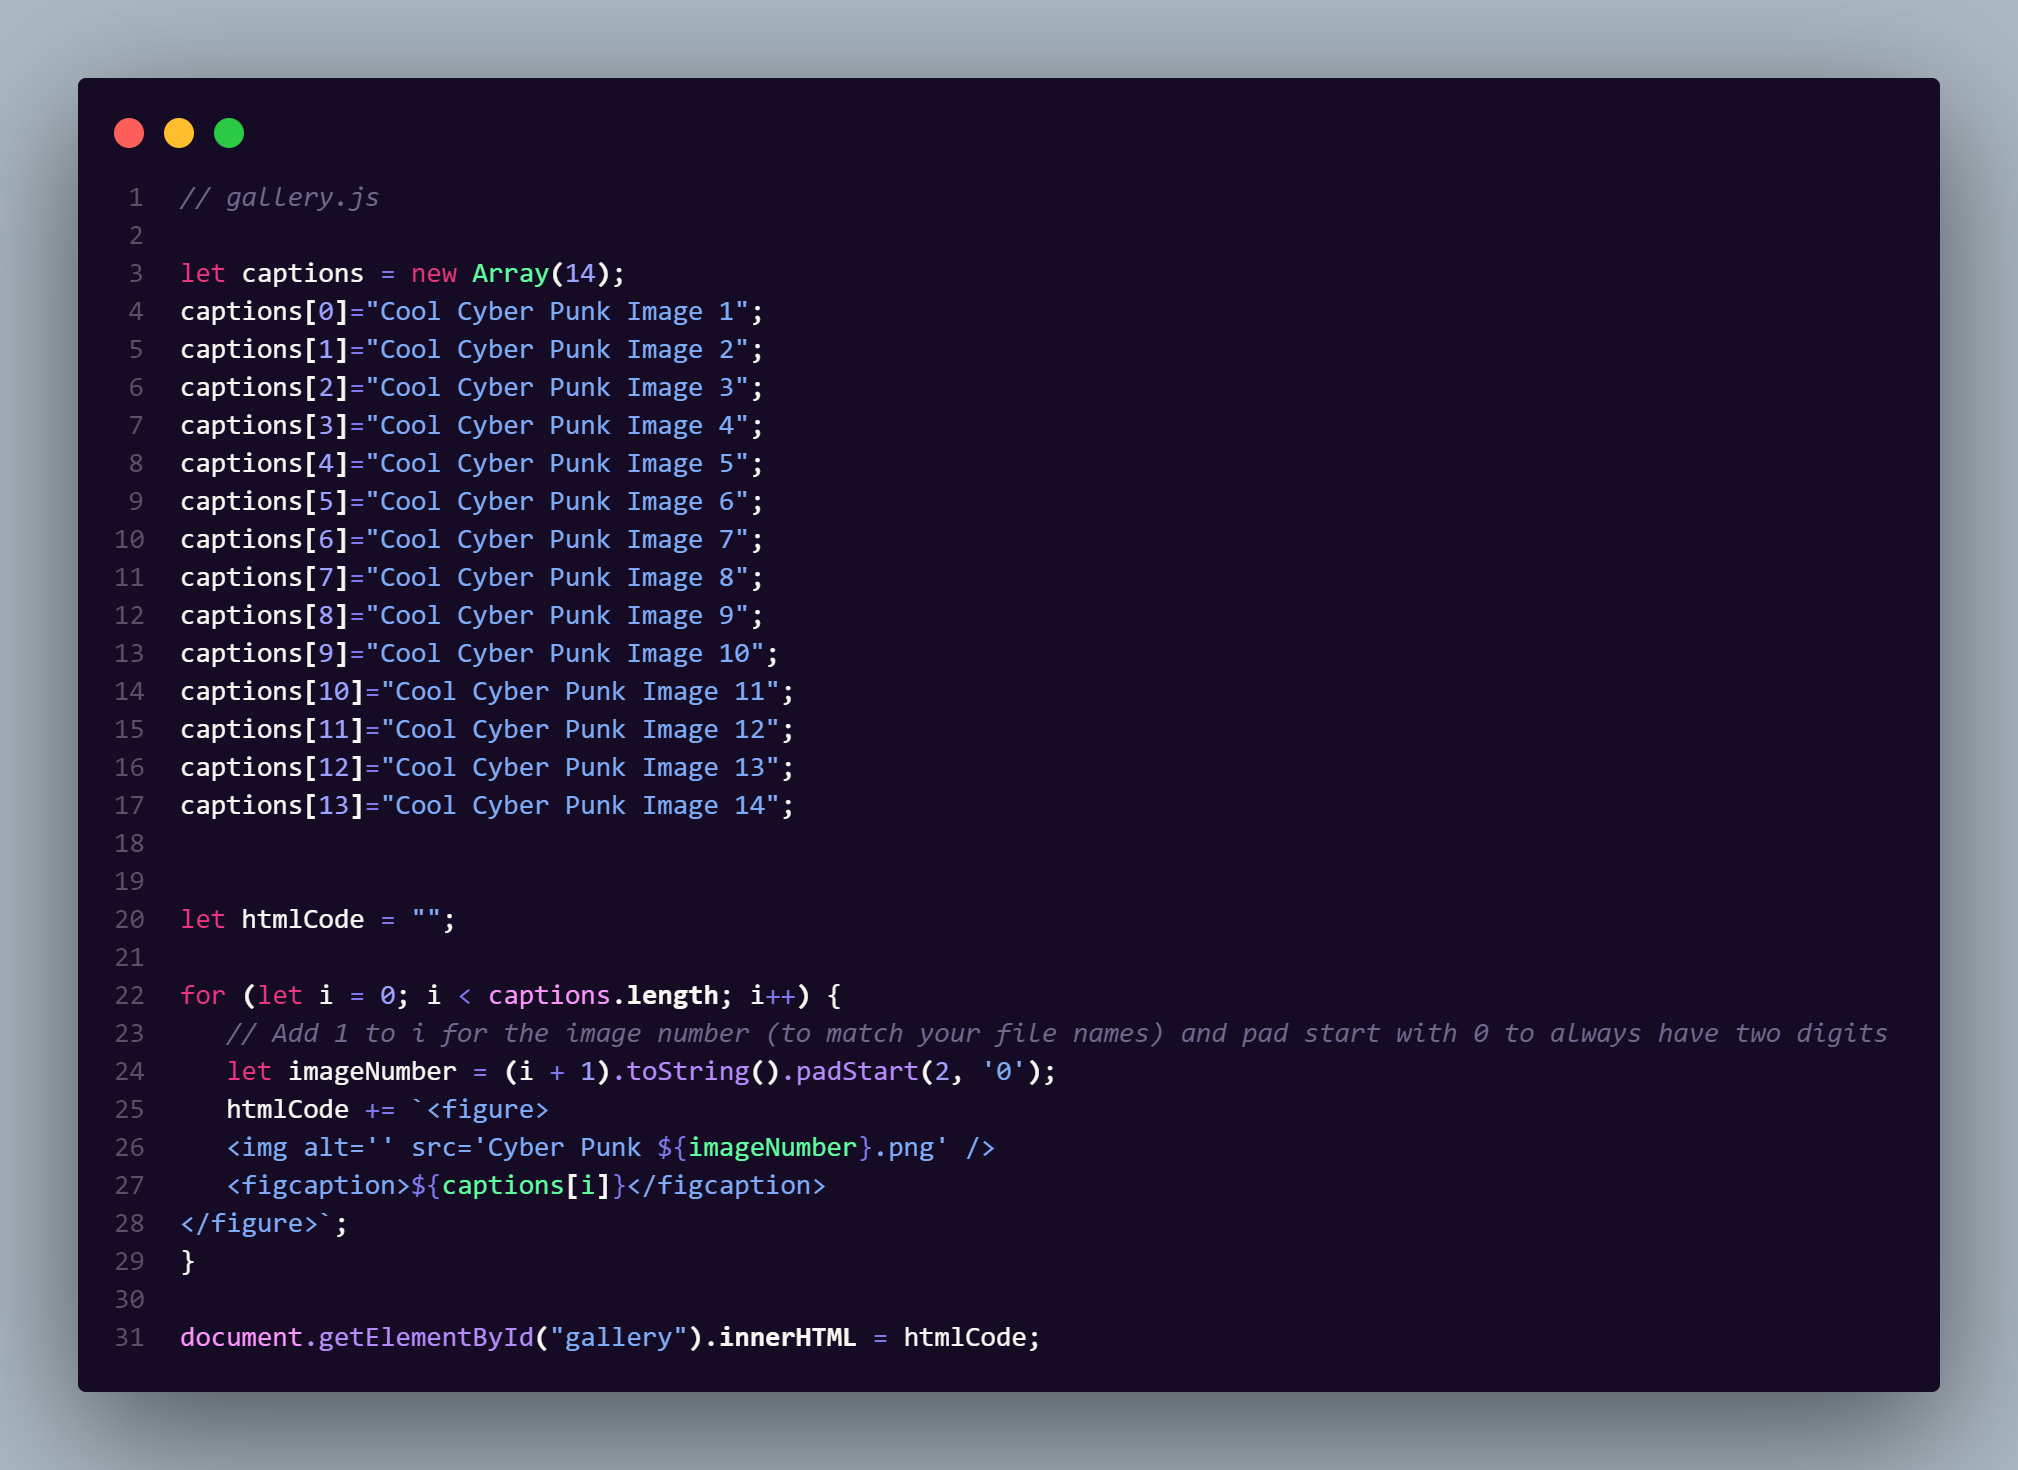 1 // gallery.js
2
3 let captions = new Array(14);
4 captions[0]="Cool Cyber Punk Image 1";
5 captions[1]="Cool Cyber Punk Image 2";
6 captions[2]="Cool Cyber Punk Image 3";
7 captions[3]="Cool Cyber Punk Image 4";
8 captions[4]="Cool Cyber Punk Image 5";
9 captions[5]="Cool Cyber Punk Image 6";
10 captions[6]="Cool Cyber Punk Image 7";
11 captions[7]="Cool Cyber Punk Image 8";
12 captions[8]="Cool Cyber Punk Image 9";
13 captions[9]="Cool Cyber Punk Image 10";
14 captions[10]="Cool Cyber Punk Image 11";
15 captions[11]="Cool Cyber Punk Image 12";
16 captions[12]="Cool Cyber Punk Image 13";
17 captions[13]="Cool Cyber Punk Image 14";
18
19
20 let htmlCode = "";
21
22 for (let i = 0; i < captions.length; i++) {
23    // Add 1 to i for the image number (to match your file names) and pad start with 0 to always have two digits
24    let imageNumber = (i + 1).toString().padStart(2, '0');
25    htmlCode += `<figure>
26    <img alt='' src='Cyber Punk ${imageNumber}.png' />
27    <figcaption>${captions[i]}</figcaption>
28 </figure>`;
29 }
30
31 document.getElementById("gallery").innerHTML = htmlCode;